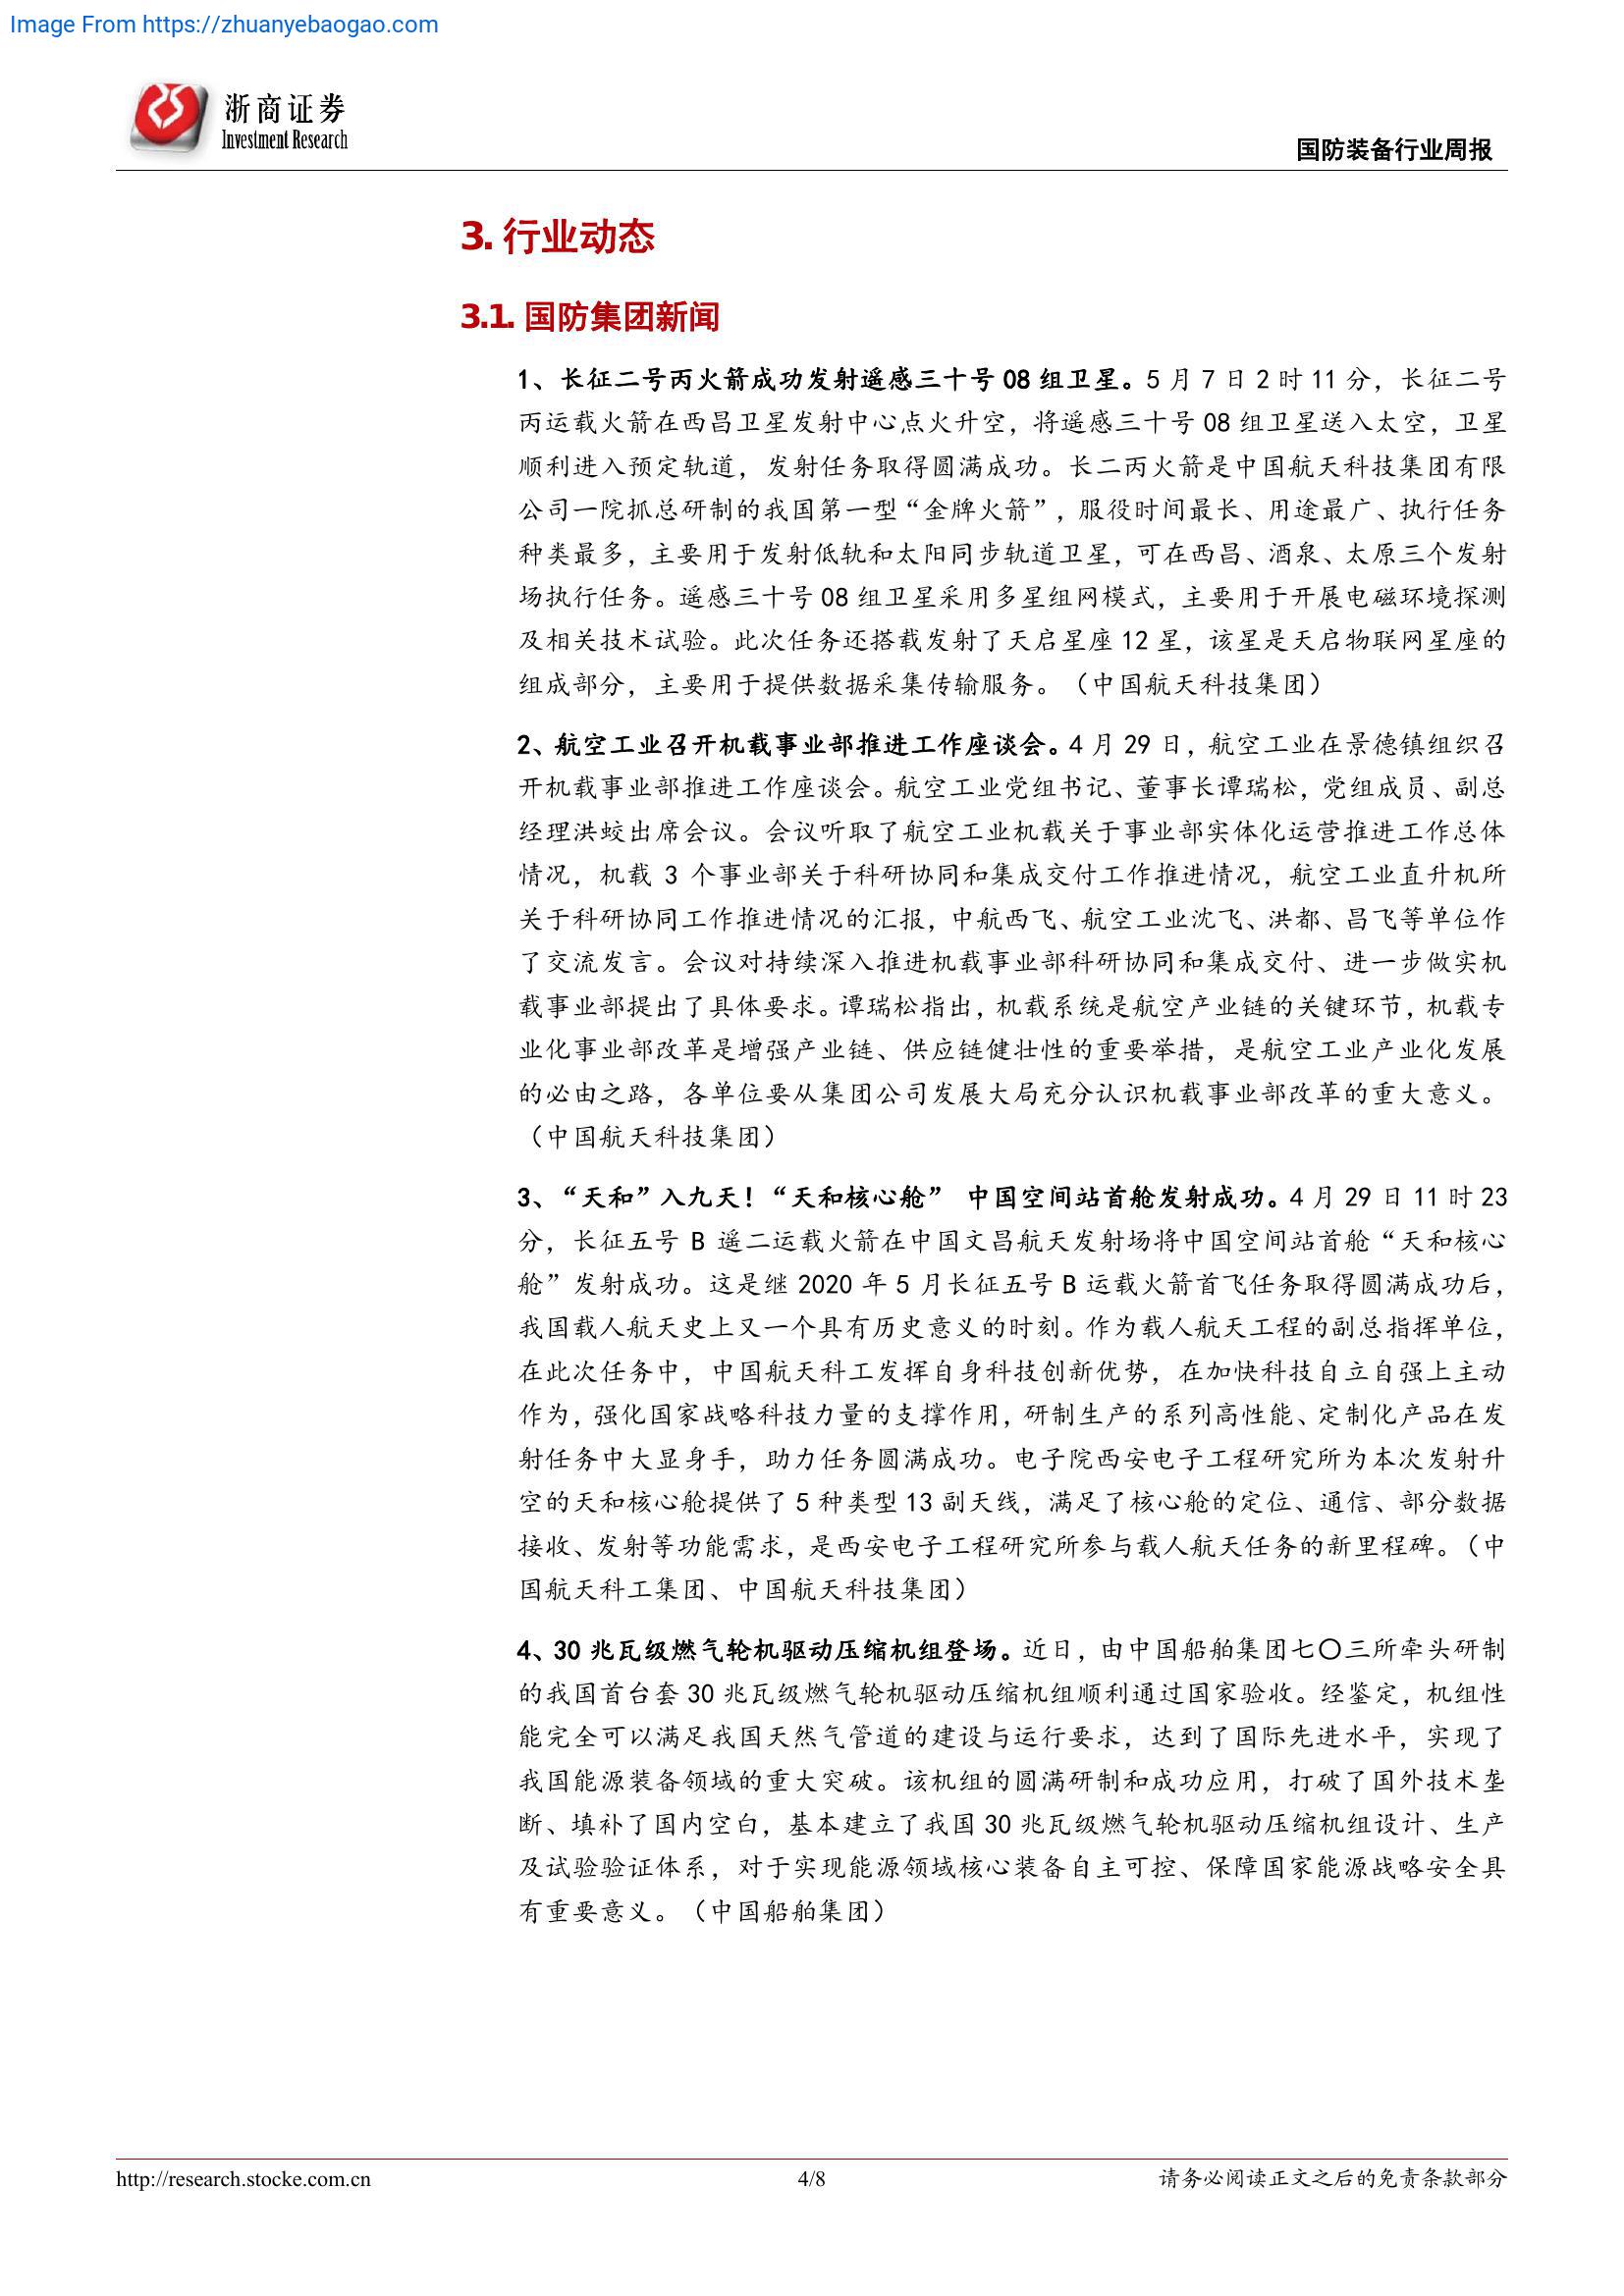 Image From https://zhuanyebaogao.com
浙商证券
Investment Research
国防装备行业周报
3. 行业动态
3.1. 国防集团新闻
1、长征二号丙火箭成功发射遥感三十号 08 组卫星。5 月 7 日 2 时 11 分，长征二号
丙运载火箭在西昌卫星发射中心点火升空，将遥感三十号 08 组卫星送入太空，卫星
顺利进入预定轨道，发射任务取得圆满成功。长二丙火箭是中国航天科技集团有限
公司一院抓总研制的我国第一型“金牌火箭”，服役时间最长、用途最广、执行任务
种类最多，主要用于发射低轨和太阳同步轨道卫星，可在西昌、酒泉、太原三个发射
场执行任务。遥感三十号 08 组卫星采用多星组网模式，主要用于开展电磁环境探测
及相关技术试验。此次任务还搭载发射了天启星座 12 星，该星是天启物联网星座的
组成部分，主要用于提供数据采集传输服务。（中国航天科技集团）
2、航空工业召开机载事业部推进工作座谈会。4 月 29 日，航空工业在景德镇组织召
开机载事业部推进工作座谈会。航空工业党组书记、董事长谭瑞松，党组成员、副总
经理洪蛟出席会议。会议听取了航空工业机载关于事业部实体化运营推进工作总体
情况，机载 3 个事业部关于科研协同和集成交付工作推进情况，航空工业直升机所
关于科研协同工作推进情况的汇报，中航西飞、航空工业沈飞、洪都、昌飞等单位作
了交流发言。会议对持续深入推进机载事业部科研协同和集成交付、进一步做实机
载事业部提出了具体要求。谭瑞松指出，机载系统是航空产业链的关键环节，机载专
业化事业部改革是增强产业链、供应链健壮性的重要举措，是航空工业产业化发展
的必由之路，各单位要从集团公司发展大局充分认识机载事业部改革的重大意义。
（中国航天科技集团）
3、“天和”入九天！“天和核心舱” 中国空间站首舱发射成功。4 月 29 日 11 时 23
分，长征五号 B 遥二运载火箭在中国文昌航天发射场将中国空间站首舱“天和核心
舱”发射成功。这是继 2020 年 5 月长征五号 B 运载火箭首飞任务取得圆满成功后，
我国载人航天史上又一个具有历史意义的时刻。作为载人航天工程的副总指挥单位，
在此次任务中，中国航天科工发挥自身科技创新优势，在加快科技自立自强上主动
作为，强化国家战略科技力量的支撑作用，研制生产的系列高性能、定制化产品在发
射任务中大显身手，助力任务圆满成功。电子院西安电子工程研究所为本次发射升
空的天和核心舱提供了 5 种类型 13 副天线，满足了核心舱的定位、通信、部分数据
接收、发射等功能需求，是西安电子工程研究所参与载人航天任务的新里程碑。（中
国航天科工集团、中国航天科技集团）
4、30 兆瓦级燃气轮机驱动压缩机组登场。近日，由中国船舶集团七〇三所牵头研制
的我国首台套 30 兆瓦级燃气轮机驱动压缩机组顺利通过国家验收。经鉴定，机组性
能完全可以满足我国天然气管道的建设与运行要求，达到了国际先进水平，实现了
我国能源装备领域的重大突破。该机组的圆满研制和成功应用，打破了国外技术垄
断、填补了国内空白，基本建立了我国 30 兆瓦级燃气轮机驱动压缩机组设计、生产
及试验验证体系，对于实现能源领域核心装备自主可控、保障国家能源战略安全具
有重要意义。（中国船舶集团）
http://research.stocke.com.cn
4/8
请务必阅读正文之后的免责条款部分